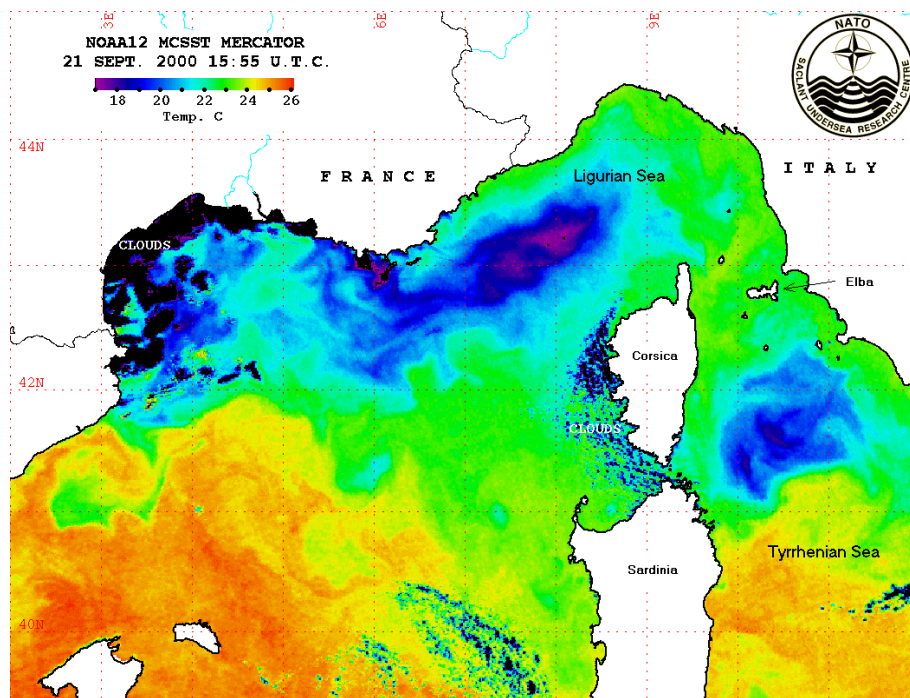 3E
6E
9E
NOAA12 MCSST MERCATOR
21 SEPT. 2000 15:55 U.T.C.
18 20 22 24 26
Temp. C
NATO
SACLANT UNDERSEA RESEARCH CENTRE
44N
FRANCE
Ligurian Sea
ITALY
CLOUDS
Elba
Corsica
42N
CLOUDS
Tyrrhenian Sea
Sardinia
40N